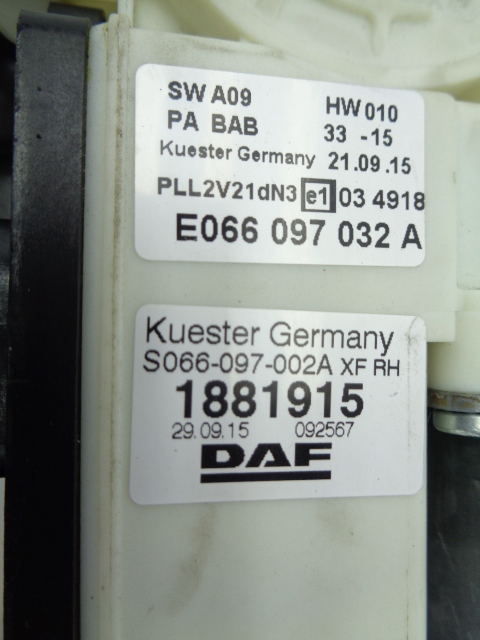 SW A09 HW 010
PA BAB 33 -15
Kuester Germany 21.09.15
PLL2V21dN3 e1 03 4918
E066 097 032 A
Kuester Germany
S066-097-002A XF RH
1881915
29.09.15 092567
DAF